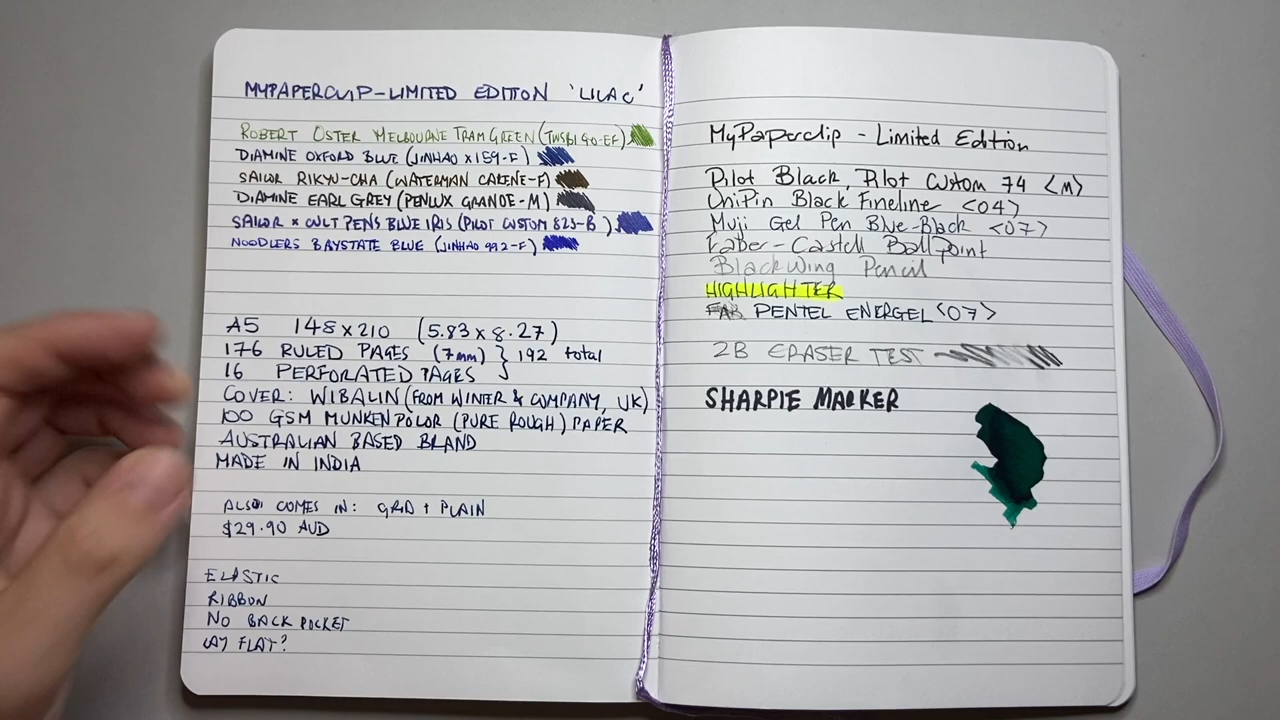 MYPAPERCLIP-LIMITED EDITION 'LILAC'
ROBERT OSTER MELBOURNE TRAM GREEN (TWSBI GO-EF)
DIAMINE OXFORD BLUE (JINHAO X159-F)
SAILOR RIKYU-CHA (WATERMAN CARENE-F)
DIAMINE EARL GREY (PENLUX GRANDE-M)
SAILOR x CULT PENS BLUE IRIS (PILOT CUSTOM 823-B)
NOODLERS BAYSTATE BLUE (JINHAO 992-F)
A5 148 x 210 (5.83 x 8.27)
176 RULED PAGES (7mm) } 192 total
16 PERFORATED PAGES
COVER: WIBALIN (FROM WINTER & COMPANY, UK)
100 GSM MUNKEN POLAR (PURE ROUGH) PAPER
AUSTRALIAN BASED BRAND
MADE IN INDIA
ALSO COMES IN: GRID + PLAIN
$29.90 AUD
ELASTIC
RIBBON
NO BACK POCKET
LAY FLAT?
MyPaperclip - Limited Edition
Pilot Black, Pilot Custom 74 <M>
UniPin Black Fineliner <04>
Muji Gel Pen Blue-Black <07>
Faber-Castell Ballpoint
Blackwing Pencil
HIGHLIGHTER
PENTEL ENERGEL <07>
2B ERASER TEST
SHARPIE MARKER